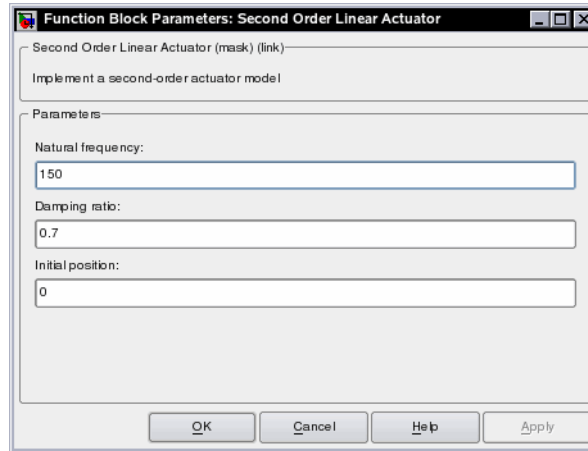 Function Block Parameters: Second Order Linear Actuator
Second Order Linear Actuator (mask) (link)
Implement a second-order actuator model
Parameters
Natural frequency:
150
Damping ratio:
0.7
Initial position:
0
OK Cancel Help Apply